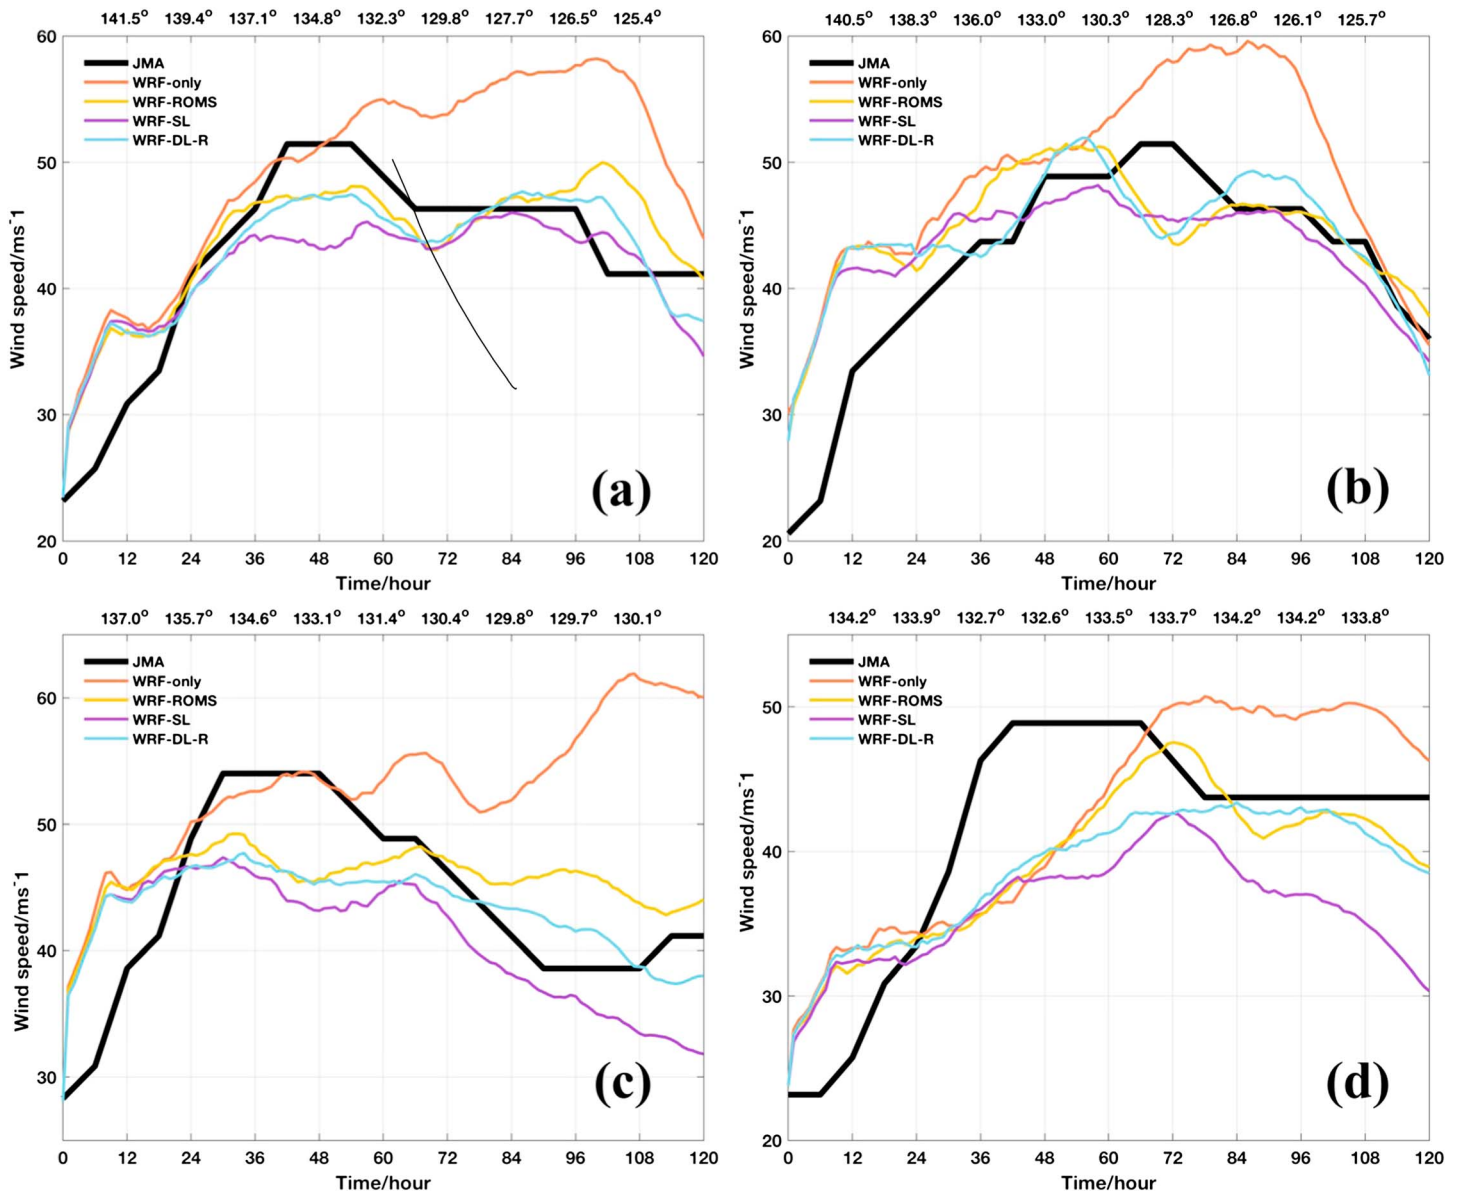 141.5° 139.4° 137.1° 134.8° 132.3° 129.8° 127.7° 126.5° 125.4°
60
50
40
30
20
Wind speed/ms-1
JMA
WRF-only
WRF-ROMS
WRF-SL
WRF-DL-R
(a)
0 12 24 36 48 60 72 84 96 108 120
Time/hour
140.5° 138.3° 136.0° 133.0° 130.3° 128.3° 126.8° 126.1° 125.7°
60
50
40
30
20
Wind speed/ms-1
JMA
WRF-only
WRF-ROMS
WRF-SL
WRF-DL-R
(b)
0 12 24 36 48 60 72 84 96 108 120
Time/hour
137.0° 135.7° 134.6° 133.1° 131.4° 130.4° 129.8° 129.7° 130.1°
60
50
40
30
Wind speed/ms-1
JMA
WRF-only
WRF-ROMS
WRF-SL
WRF-DL-R
(c)
0 12 24 36 48 60 72 84 96 108 120
Time/hour
134.2° 133.9° 132.7° 132.6° 133.5° 133.7° 134.2° 134.2° 133.8°
50
40
30
20
Wind speed/ms-1
JMA
WRF-only
WRF-ROMS
WRF-SL
WRF-DL-R
(d)
0 12 24 36 48 60 72 84 96 108 120
Time/hour